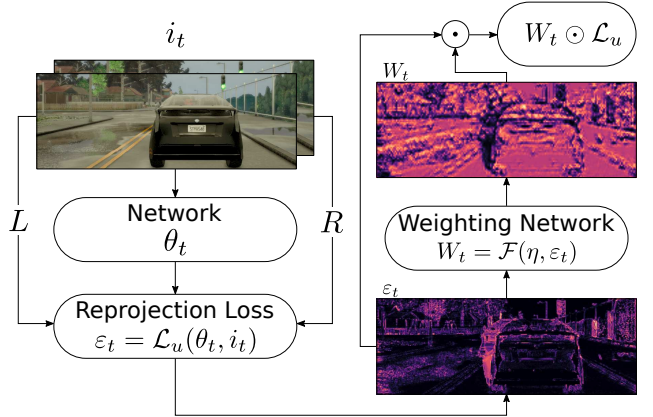 i_t
L
R
Network
θ_t
Reprojection Loss
ε_t = ℒ_u(θ_t, i_t)
⊙
W_t ⊙ ℒ_u
W_t
Weighting Network
W_t = ℱ(η, ε_t)
ε_t